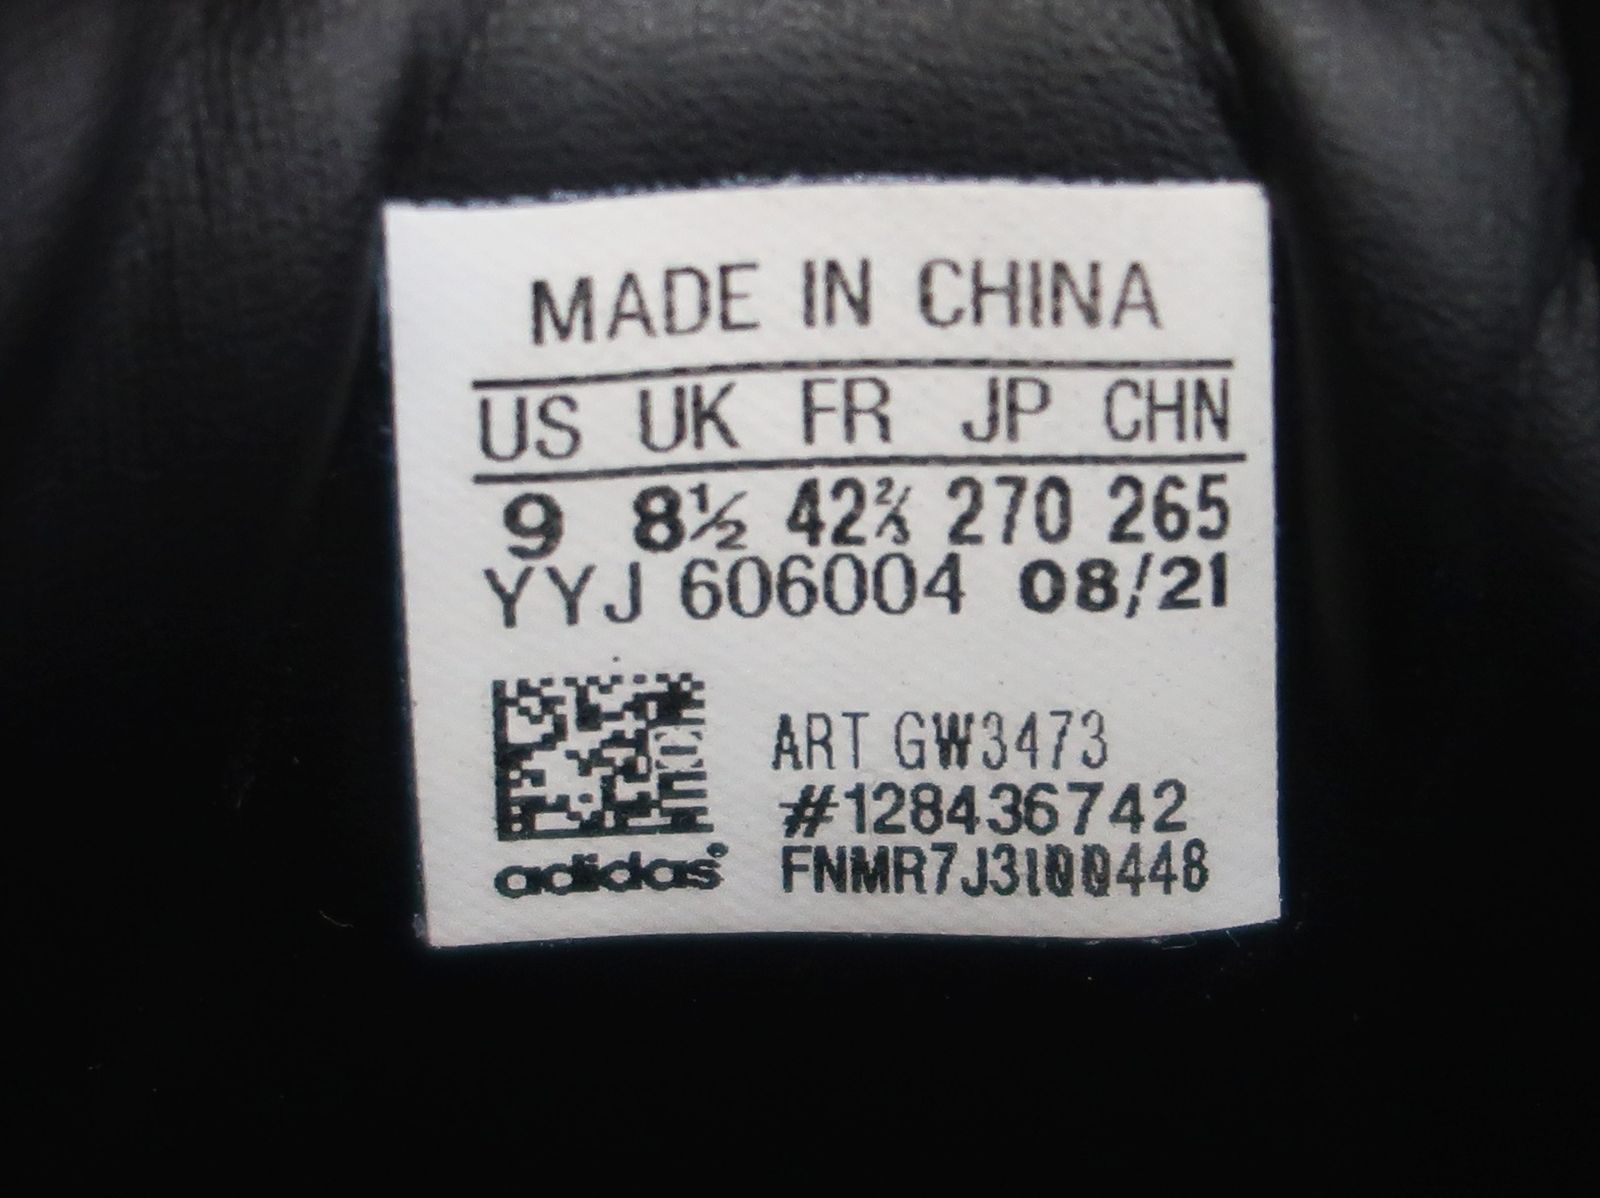 MADE IN CHINA
US UK FR JP CHN
9 8½ 42⅔ 270 265
YYJ 606004 08/21
ART GW3473
#128436742
adidas® FNMR7J3100448